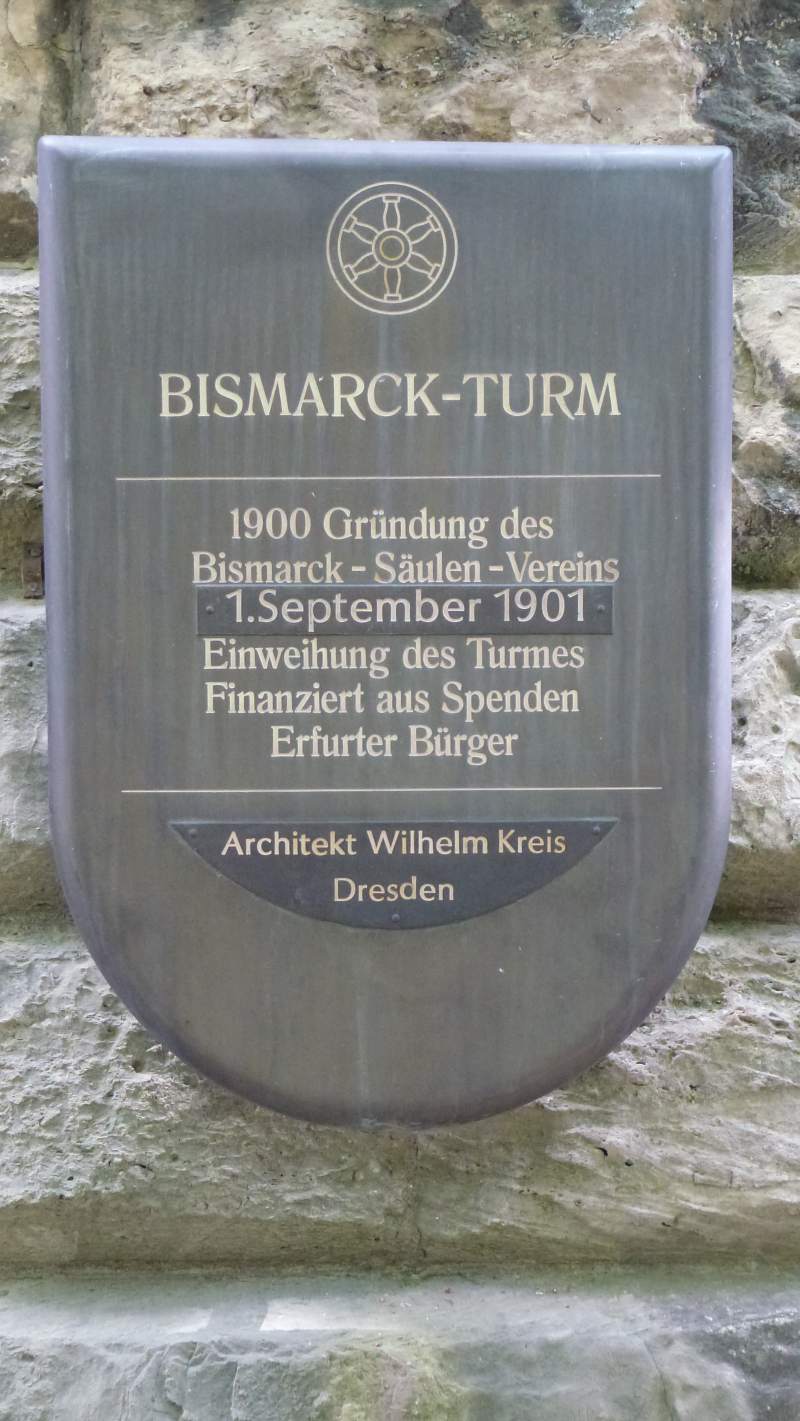 BISMARCK-TURM
1900 Gründung des
Bismarck - Säulen - Vereins
1.September 1901
Einweihung des Turmes
Finanziert aus Spenden
Erfurter Bürger
Architekt Wilhelm Kreis
Dresden